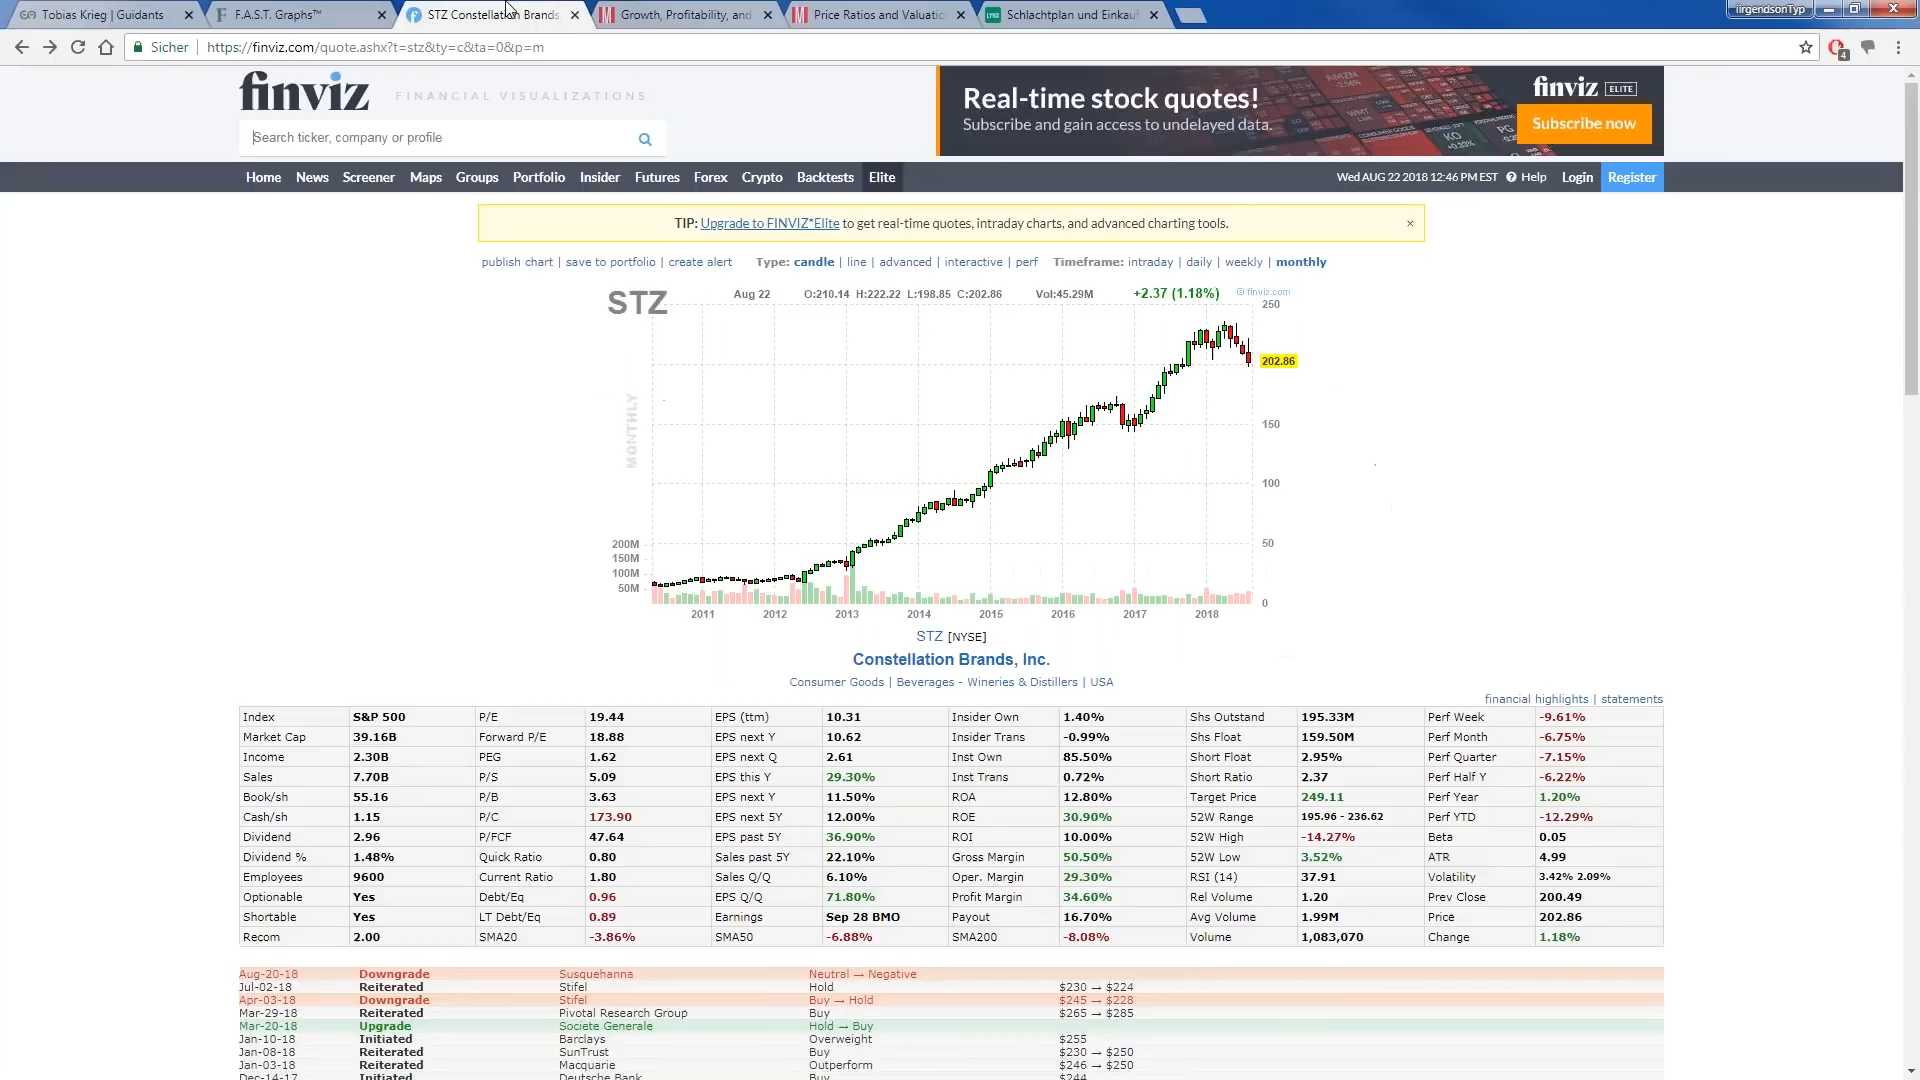 Tobias Krieg | Guidants
F.A.S.T. Graphs™
STZ Constellation Brands
Growth, Profitability, and
Price Ratios and Valuatio
Schlachtplan und Einkauf
iirgendsonTyp
Sicher https://finviz.com/quote.ashx?t=stz&ty=c&ta=0&p=m
4
finviz FINANCIAL VISUALIZATIONS
Search ticker, company or profile
Real-time stock quotes!
Subscribe and gain access to undelayed data.
finviz ELITE
Subscribe now
Home News Screener Maps Groups Portfolio Insider Futures Forex Crypto Backtests Elite
Wed AUG 22 2018 12:46 PM EST Help Login Register
TIP: Upgrade to FINVIZ*Elite to get real-time quotes, intraday charts, and advanced charting tools. ×
publish chart | save to portfolio | create alert Type: candle | line | advanced | interactive | perf Timeframe: intraday | daily | weekly | monthly
STZ Aug 22 O:210.14 H:222.22 L:198.85 C:202.86 Vol:45.29M +2.37 (1.18%) © finviz.com
250
202.86
150
100
50
0
MONTHLY
200M
150M
100M
50M
2011 2012 2013 2014 2015 2016 2017 2018
STZ [NYSE]
Constellation Brands, Inc.
Consumer Goods | Beverages - Wineries & Distillers | USA
financial highlights | statements
Index S&P 500 P/E 19.44 EPS (ttm) 10.31 Insider Own 1.40% Shs Outstand 195.33M Perf Week -9.61%
Market Cap 39.16B Forward P/E 18.88 EPS next Y 10.62 Insider Trans -0.99% Shs Float 159.50M Perf Month -6.75%
Income 2.30B PEG 1.62 EPS next Q 2.61 Inst Own 85.50% Short Float 2.95% Perf Quarter -7.15%
Sales 7.70B P/S 5.09 EPS this Y 29.30% Inst Trans 0.72% Short Ratio 2.37 Perf Half Y -6.22%
Book/sh 55.16 P/B 3.63 EPS next Y 11.50% ROA 12.80% Target Price 249.11 Perf Year 1.20%
Cash/sh 1.15 P/C 173.90 EPS next 5Y 12.00% ROE 30.90% 52W Range 195.96 - 236.62 Perf YTD -12.29%
Dividend 2.96 P/FCF 47.64 EPS past 5Y 36.90% ROI 10.00% 52W High -14.27% Beta 0.05
Dividend % 1.48% Quick Ratio 0.80 Sales past 5Y 22.10% Gross Margin 50.50% 52W Low 3.52% ATR 4.99
Employees 9600 Current Ratio 1.80 Sales Q/Q 6.10% Oper. Margin 29.30% RSI (14) 37.91 Volatility 3.42% 2.09%
Optionable Yes Debt/Eq 0.96 EPS Q/Q 71.80% Profit Margin 34.60% Rel Volume 1.20 Prev Close 200.49
Shortable Yes LT Debt/Eq 0.89 Earnings Sep 28 BMO Payout 16.70% Avg Volume 1.99M Price 202.86
Recom 2.00 SMA20 -3.86% SMA50 -6.88% SMA200 -8.08% Volume 1,083,070 Change 1.18%
Aug-20-18 Downgrade Susquehanna Neutral → Negative
Jul-02-18 Reiterated Stifel Hold $230 → $224
Apr-03-18 Downgrade Stifel Buy → Hold $245 → $228
Mar-29-18 Reiterated Pivotal Research Group Buy $265 → $285
Mar-20-18 Upgrade Societe Generale Hold → Buy
Jan-10-18 Initiated Barclays Overweight $255
Jan-08-18 Reiterated SunTrust Buy $230 → $250
Jan-03-18 Reiterated Macquarie Outperform $246 → $250
Dec-14-17 Initiated Deutsche Bank Buy $244